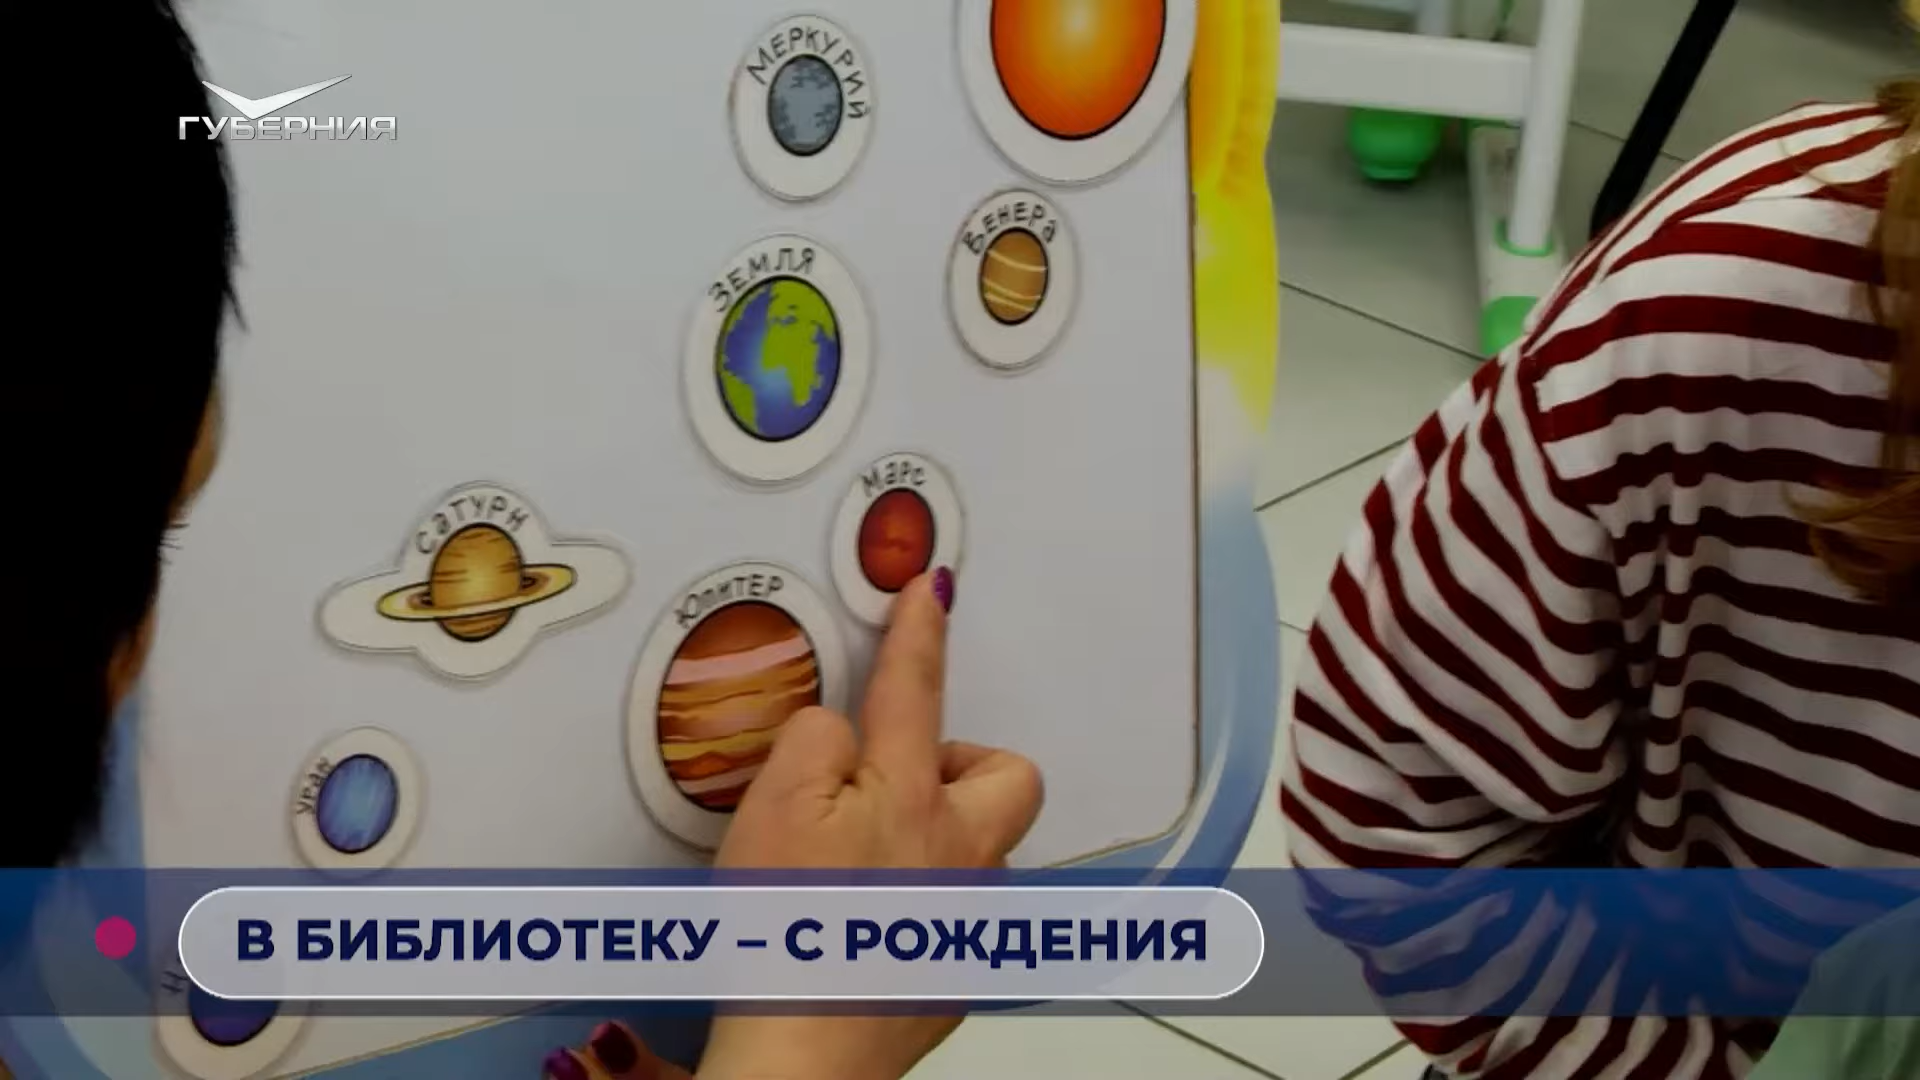 МЕРКУРИЙ
ГУБЕРНИЯ
ВЕНЕРА
ЗЕМЛЯ
Марс
САТУРН
ЮПИТЕР
Уран
Н
В БИБЛИОТЕКУ – С РОЖДЕНИЯ